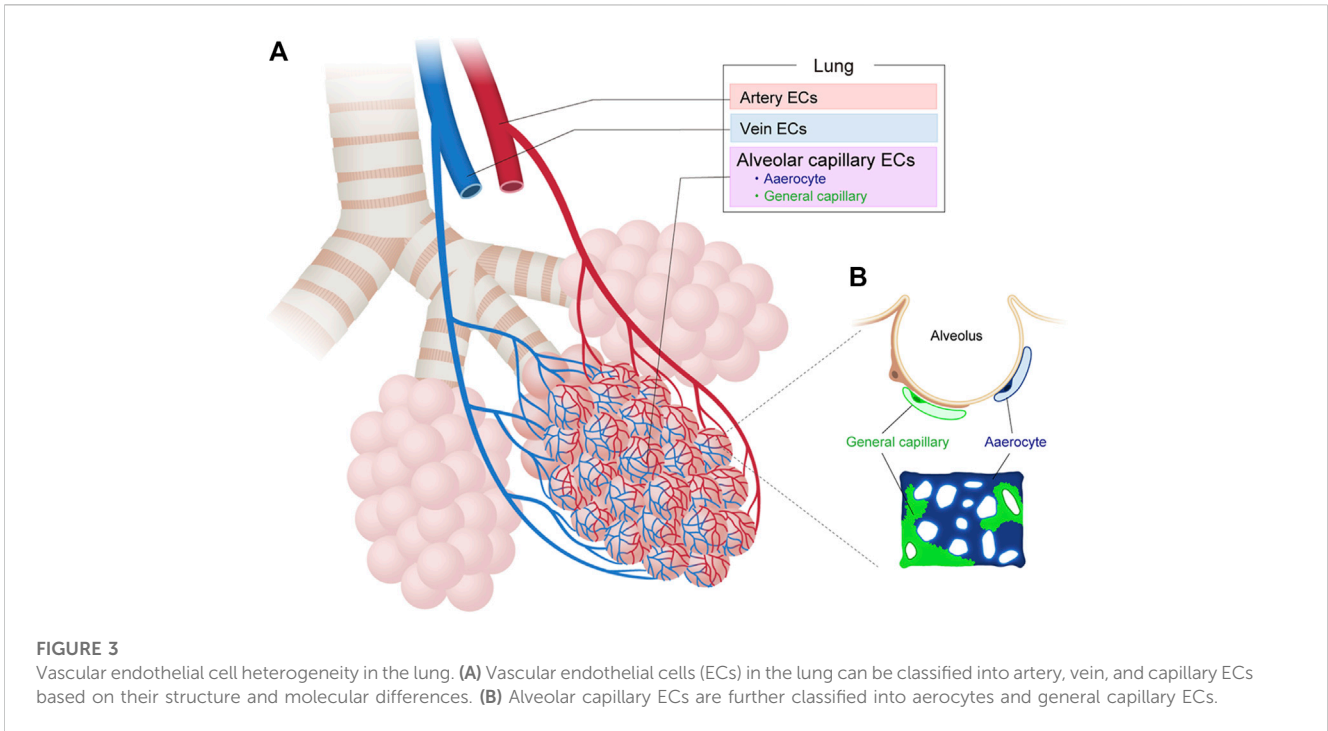 A
Lung
Artery ECs
Vein ECs
Alveolar capillary ECs
• Aaerocyte
• General capillary
B
Alveolus
General capillary
Aaerocyte
FIGURE 3
Vascular endothelial cell heterogeneity in the lung. (A) Vascular endothelial cells (ECs) in the lung can be classified into artery, vein, and capillary ECs
based on their structure and molecular differences. (B) Alveolar capillary ECs are further classified into aerocytes and general capillary ECs.